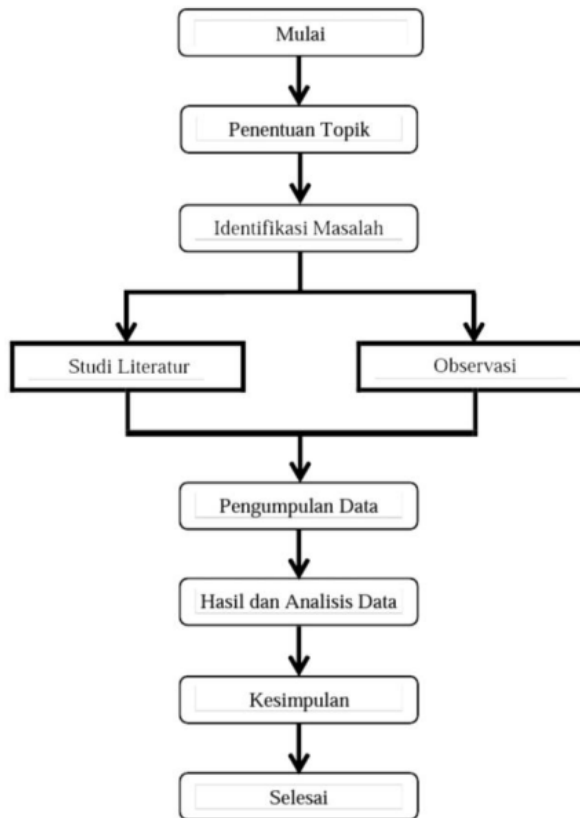 Mulai
Penentuan Topik
Identifikasi Masalah
Studi Literatur
Observasi
Pengumpulan Data
Hasil dan Analisis Data
Kesimpulan
Selesai